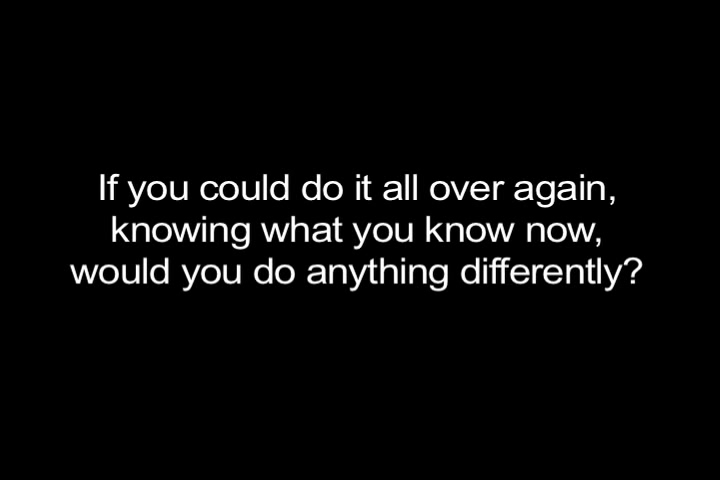 If you could do it all over again,
knowing what you know now,
would you do anything differently?